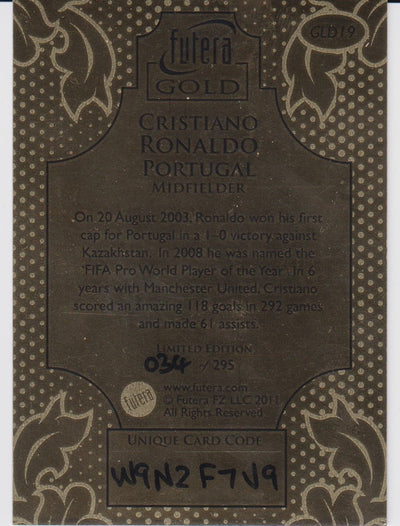 futera
GLD19
GOLD
CRISTIANO
RONALDO
PORTUGAL
MIDFIELDER
On 20 August 2003, Ronaldo won his first
cap for Portugal in a 1-0 victory against
Kazakhstan. In 2008 he was named the
'FIFA Pro World Player of the Year'. In 6
years with Manchester United, Cristiano
scored an amazing 118 goals in 292 games
and made 61 assists.
LIMITED EDITION
034 / 295
www.futera.com
© Futera FZ LLC 2011
All Rights Reserved
futera
UNIQUE CARD CODE
W9N2F7V9